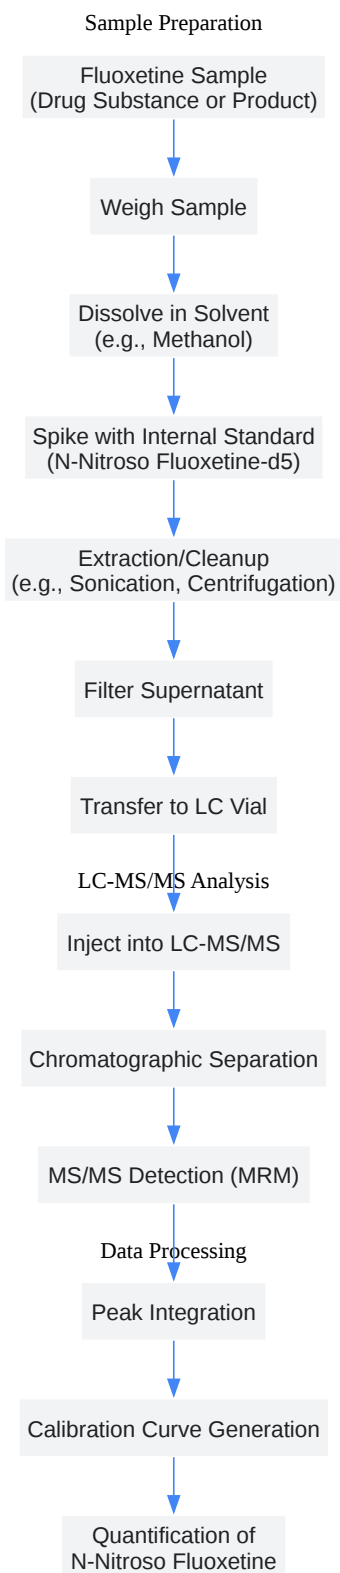 Sample Preparation
Fluoxetine Sample
(Drug Substance or Product)
Weigh Sample
Dissolve in Solvent
(e.g., Methanol)
Spike with Internal Standard
(N-Nitroso Fluoxetine-d5)
Extraction/Cleanup
(e.g., Sonication, Centrifugation)
Filter Supernatant
Transfer to LC Vial
LC-MS/MS Analysis
Inject into LC-MS/MS
Chromatographic Separation
MS/MS Detection (MRM)
Data Processing
Peak Integration
Calibration Curve Generation
Quantification of
N-Nitroso Fluoxetine